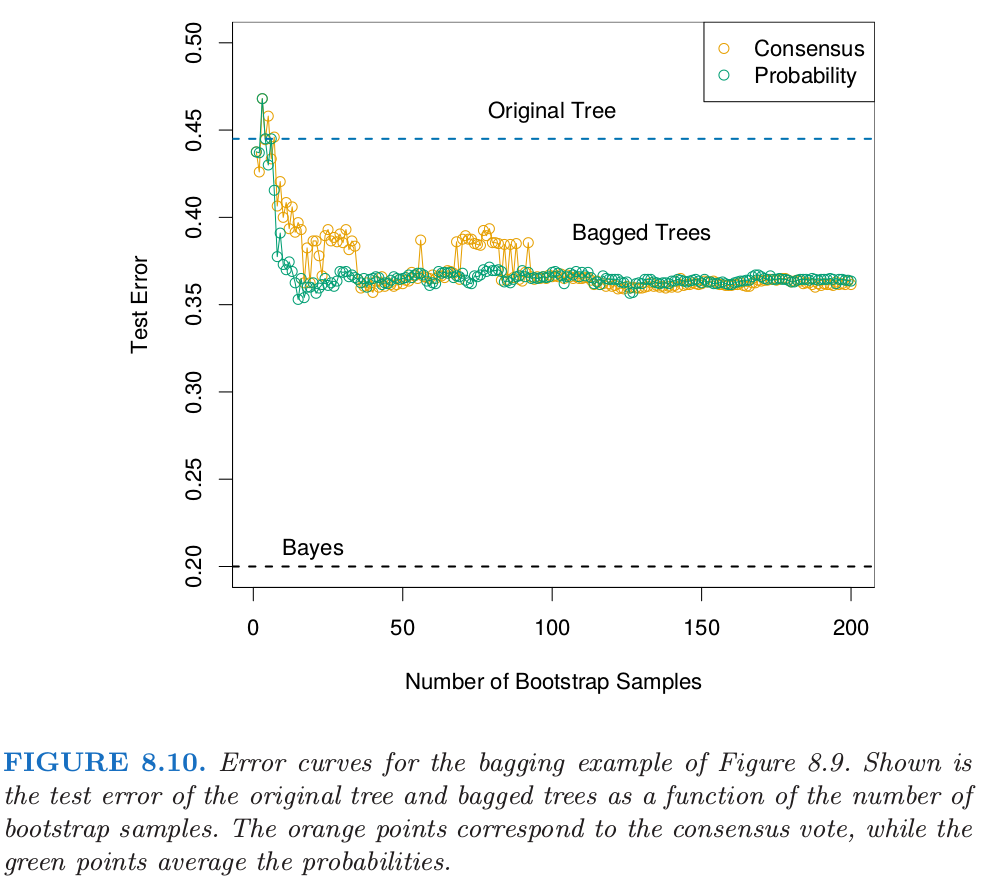 Consensus
Probability
Original Tree
Bagged Trees
Bayes
Test Error
0.50
0.45
0.40
0.35
0.30
0.25
0.20
0 50 100 150 200
Number of Bootstrap Samples
FIGURE 8.10. Error curves for the bagging example of Figure 8.9. Shown is
the test error of the original tree and bagged trees as a function of the number of
bootstrap samples. The orange points correspond to the consensus vote, while the
green points average the probabilities.